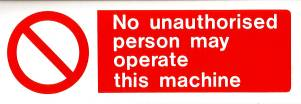 No unauthorised
person may
operate
this machine